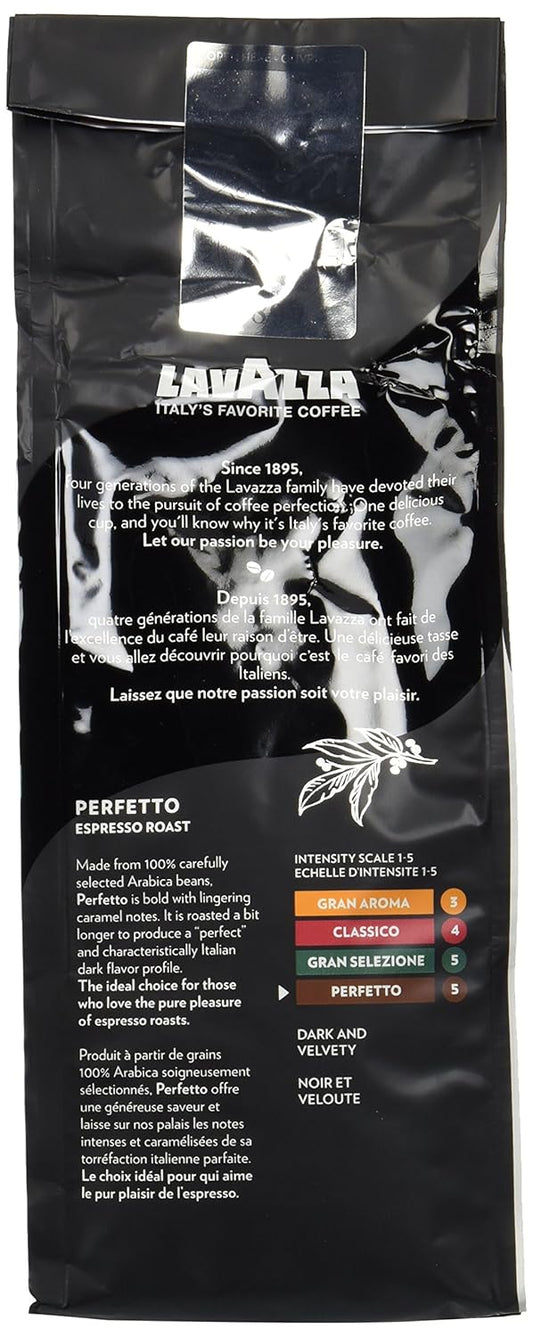 LAVAZZA
ITALY'S FAVORITE COFFEE
Since 1895,
four generations of the Lavazza family have devoted their
lives to the pursuit of coffee perfection. One delicious
cup, and you'll know why it's Italy's favorite coffee.
Let our passion be your pleasure.
Depuis 1895,
quatre générations de la famille Lavazza ont fait de
l'excellence du café leur raison d'être. Une délicieuse tasse
et vous allez découvrir pourquoi c'est le café favori des
Italiens.
Laissez que notre passion soit votre plaisir.
PERFETTO
ESPRESSO ROAST
Made from 100% carefully
selected Arabica beans,
Perfetto is bold with lingering
caramel notes. It is roasted a bit
longer to produce a "perfect"
and characteristically Italian
dark flavor profile.
The ideal choice for those
who love the pure pleasure
of espresso roasts.
Produit à partir de grains
100% Arabica soigneusement
sélectionnés, Perfetto offre
une généreuse saveur et
laisse sur nos palais les notes
intenses et caramélisées de sa
torréfaction italienne parfaite.
Le choix idéal pour qui aime
le pur plaisir de l'espresso.
INTENSITY SCALE 1-5
ECHELLE D'INTENSITE 1-5
GRAN AROMA 3
CLASSICO 4
GRAN SELEZIONE 5
PERFETTO 5
DARK AND
VELVETY
NOIR ET
VELOUTE